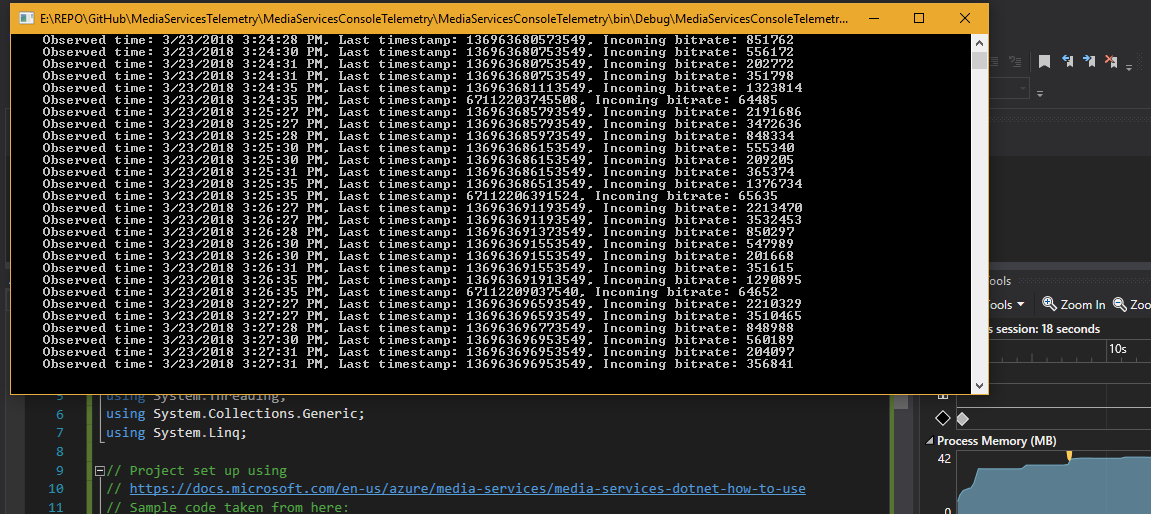 E:\REPO\GitHub\MediaServicesTelemetry\MediaServicesConsoleTelemetry\MediaServicesConsoleTelemetry\bin\Debug\MediaServicesConsoleTelemetr...
Observed time: 3/23/2018 3:24:28 PM, Last timestamp: 136963680573549, Incoming bitrate: 851762
Observed time: 3/23/2018 3:24:30 PM, Last timestamp: 136963680753549, Incoming bitrate: 556172
Observed time: 3/23/2018 3:24:31 PM, Last timestamp: 136963680753549, Incoming bitrate: 202772
Observed time: 3/23/2018 3:24:31 PM, Last timestamp: 136963680753549, Incoming bitrate: 351798
Observed time: 3/23/2018 3:24:35 PM, Last timestamp: 136963681113549, Incoming bitrate: 1323814
Observed time: 3/23/2018 3:24:35 PM, Last timestamp: 67112203745508, Incoming bitrate: 64485
Observed time: 3/23/2018 3:25:27 PM, Last timestamp: 136963685793549, Incoming bitrate: 2191686
Observed time: 3/23/2018 3:25:27 PM, Last timestamp: 136963685793549, Incoming bitrate: 3472636
Observed time: 3/23/2018 3:25:28 PM, Last timestamp: 136963685973549, Incoming bitrate: 848334
Observed time: 3/23/2018 3:25:30 PM, Last timestamp: 136963686153549, Incoming bitrate: 555340
Observed time: 3/23/2018 3:25:30 PM, Last timestamp: 136963686153549, Incoming bitrate: 209205
Observed time: 3/23/2018 3:25:31 PM, Last timestamp: 136963686153549, Incoming bitrate: 365374
Observed time: 3/23/2018 3:25:35 PM, Last timestamp: 136963686513549, Incoming bitrate: 1376734
Observed time: 3/23/2018 3:25:35 PM, Last timestamp: 67112206391524, Incoming bitrate: 65635
Observed time: 3/23/2018 3:26:27 PM, Last timestamp: 136963691193549, Incoming bitrate: 2213470
Observed time: 3/23/2018 3:26:27 PM, Last timestamp: 136963691193549, Incoming bitrate: 3532453
Observed time: 3/23/2018 3:26:28 PM, Last timestamp: 136963691373549, Incoming bitrate: 850297
Observed time: 3/23/2018 3:26:30 PM, Last timestamp: 136963691553549, Incoming bitrate: 547989
Observed time: 3/23/2018 3:26:30 PM, Last timestamp: 136963691553549, Incoming bitrate: 201668
Observed time: 3/23/2018 3:26:31 PM, Last timestamp: 136963691553549, Incoming bitrate: 351615
Observed time: 3/23/2018 3:26:35 PM, Last timestamp: 136963691913549, Incoming bitrate: 1290895
Observed time: 3/23/2018 3:26:35 PM, Last timestamp: 67112209037540, Incoming bitrate: 64652
Observed time: 3/23/2018 3:27:27 PM, Last timestamp: 136963696593549, Incoming bitrate: 2210329
Observed time: 3/23/2018 3:27:27 PM, Last timestamp: 136963696593549, Incoming bitrate: 3510465
Observed time: 3/23/2018 3:27:28 PM, Last timestamp: 136963696773549, Incoming bitrate: 848988
Observed time: 3/23/2018 3:27:30 PM, Last timestamp: 136963696953549, Incoming bitrate: 560189
Observed time: 3/23/2018 3:27:31 PM, Last timestamp: 136963696953549, Incoming bitrate: 204097
Observed time: 3/23/2018 3:27:31 PM, Last timestamp: 136963696953549, Incoming bitrate: 356841
ools
ools Zoom In Zoo
s session: 18 seconds
10s
Process Memory (MB)
42
0
5 using System.Threading;
6 using System.Collections.Generic;
7 using System.Linq;
8
9 // Project set up using
10 // https://docs.microsoft.com/en-us/azure/media-services/media-services-dotnet-how-to-use
11 // Sample code taken from here: